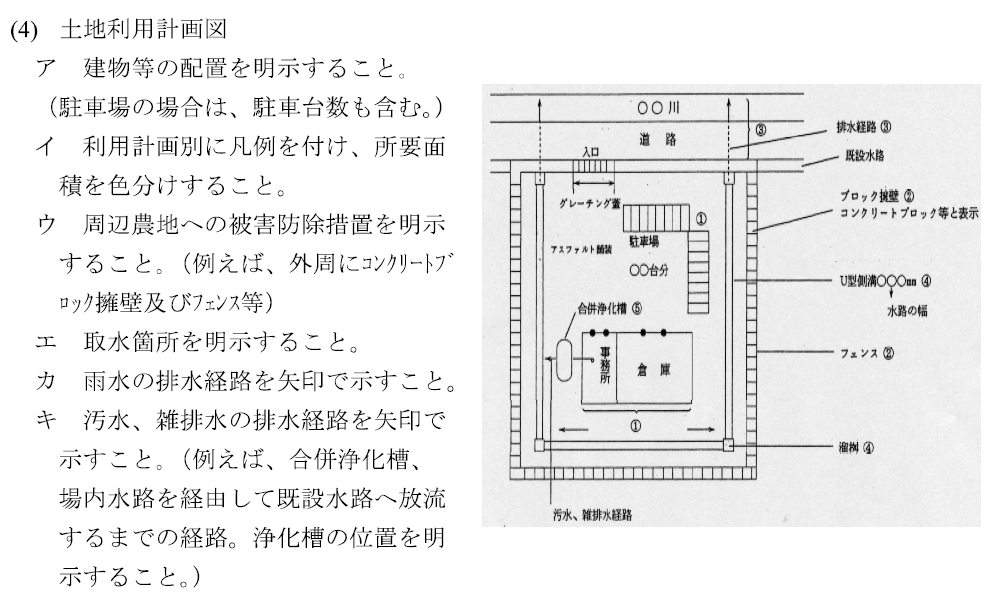 (4) 土地利用計画図
ア 建物等の配置を明示すること。
（駐車場の場合は、駐車台数も含む。）
イ 利用計画別に凡例を付け、所要面
積を色分けすること。
ウ 周辺農地への被害防除措置を明示
すること。（例えば、外周にｺﾝｸﾘｰﾄﾌﾞ
ﾛｯｸ擁壁及びﾌｪﾝｽ等）
エ 取水箇所を明示すること。
カ 雨水の排水経路を矢印で示すこと。
キ 汚水、雑排水の排水経路を矢印で
示すこと。（例えば、合併浄化槽、
場内水路を経由して既設水路へ放流
するまでの経路。浄化槽の位置を明
示すること。）
〇〇川
③
道 路
排水経路 ③
入口
既設水路
グレーチング蓋
ブロック擁壁 ②
コンクリートブロック等と表示
①
駐車場
アスファルト舗装
〇〇台分
U型側溝〇〇〇㎜ ④
水路の幅
合併浄化槽 ⑤
事務所
倉 庫
フェンス ②
①
溜桝 ④
汚水、雑排水経路